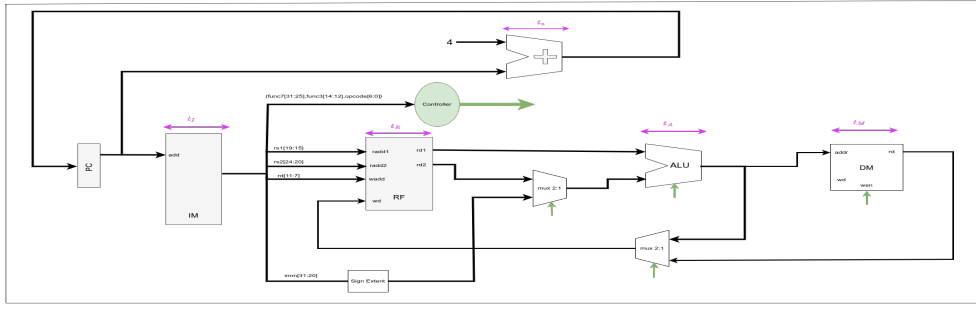 t_a
4
{func7[31:25],func3[14:12],opcode[6:0]}
Controller
t_I
t_R
t_A
t_M
rs1[19:15]
radd1
rd1
add
rs2[24:20]
radd2
rd2
rd[11-7]
wadd
wd
RF
PC
IM
mux 2:1
ALU
addr
rd
DM
wd
wen
mux 2:1
imm[31:20]
Sign Extent